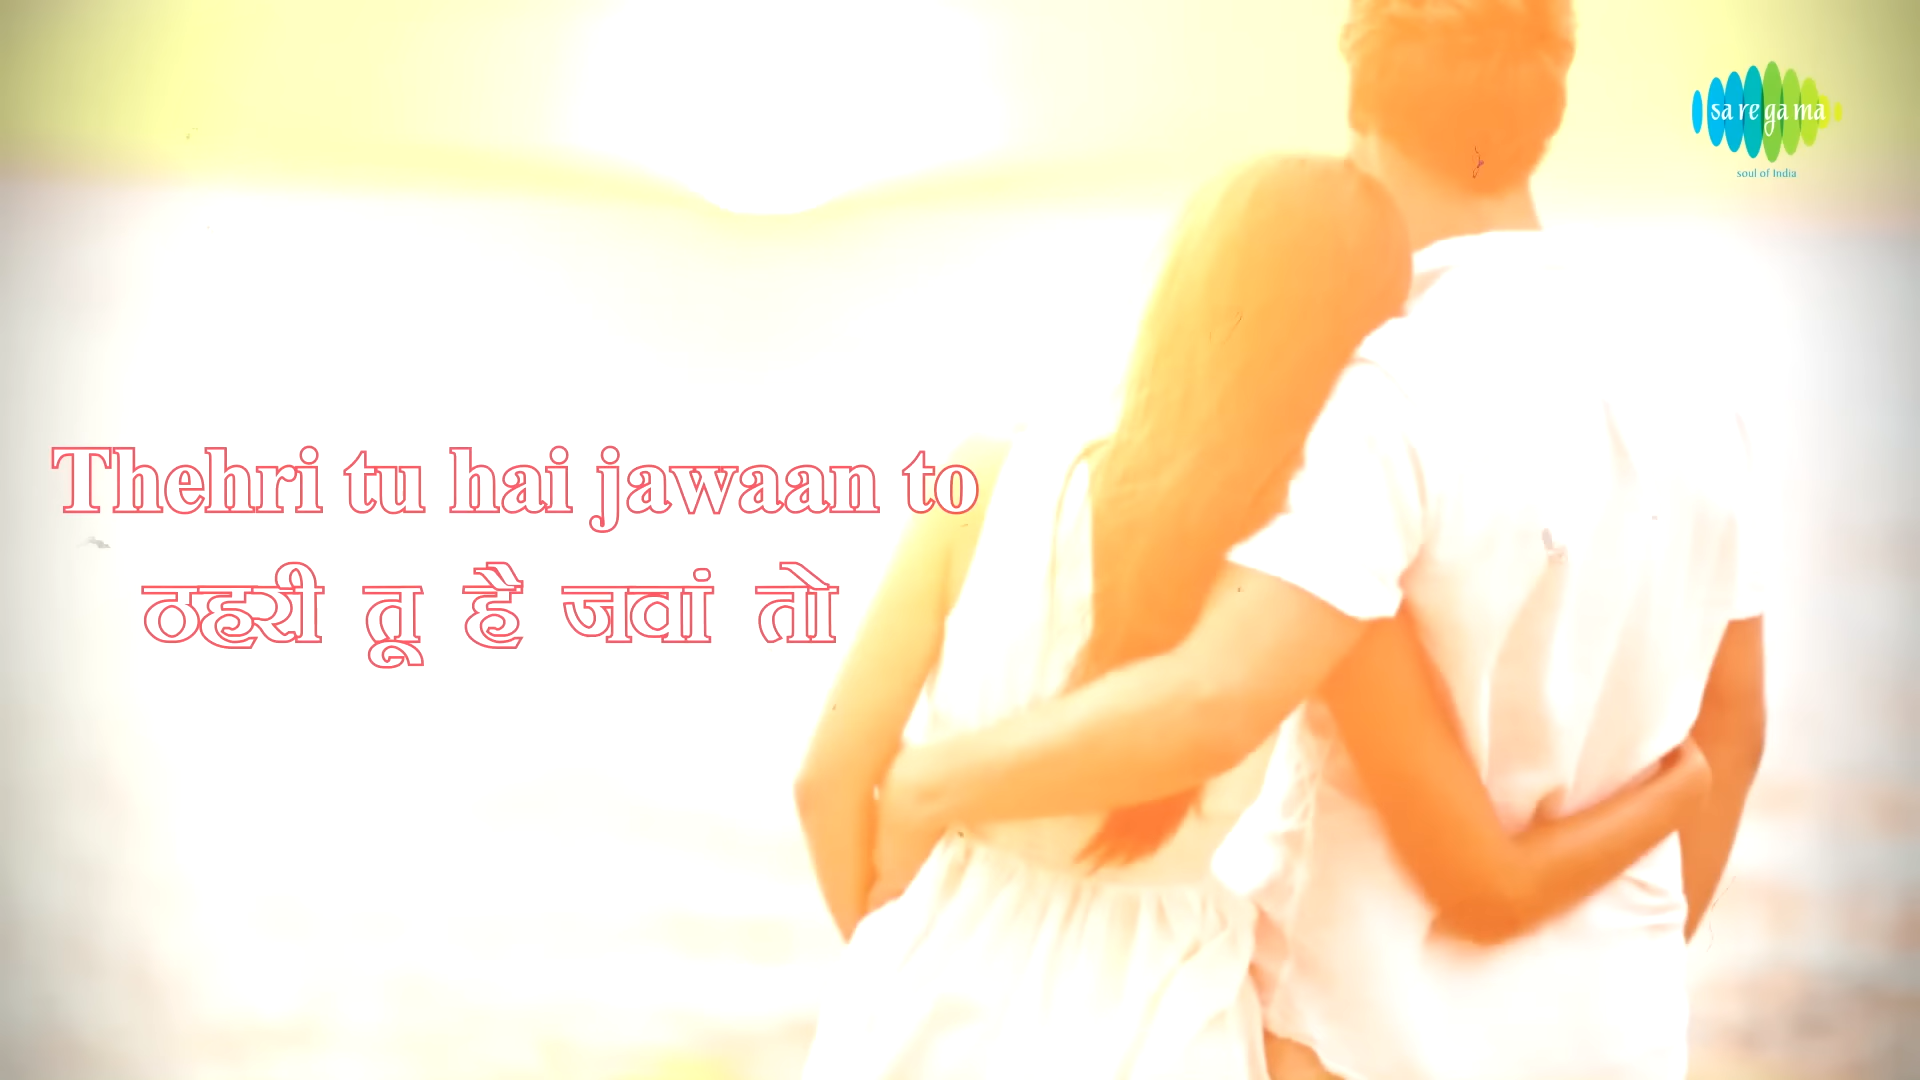 sa re ga ma
soul of India
Thehri tu hai jawaan to
ठहरी तू है जवां तो